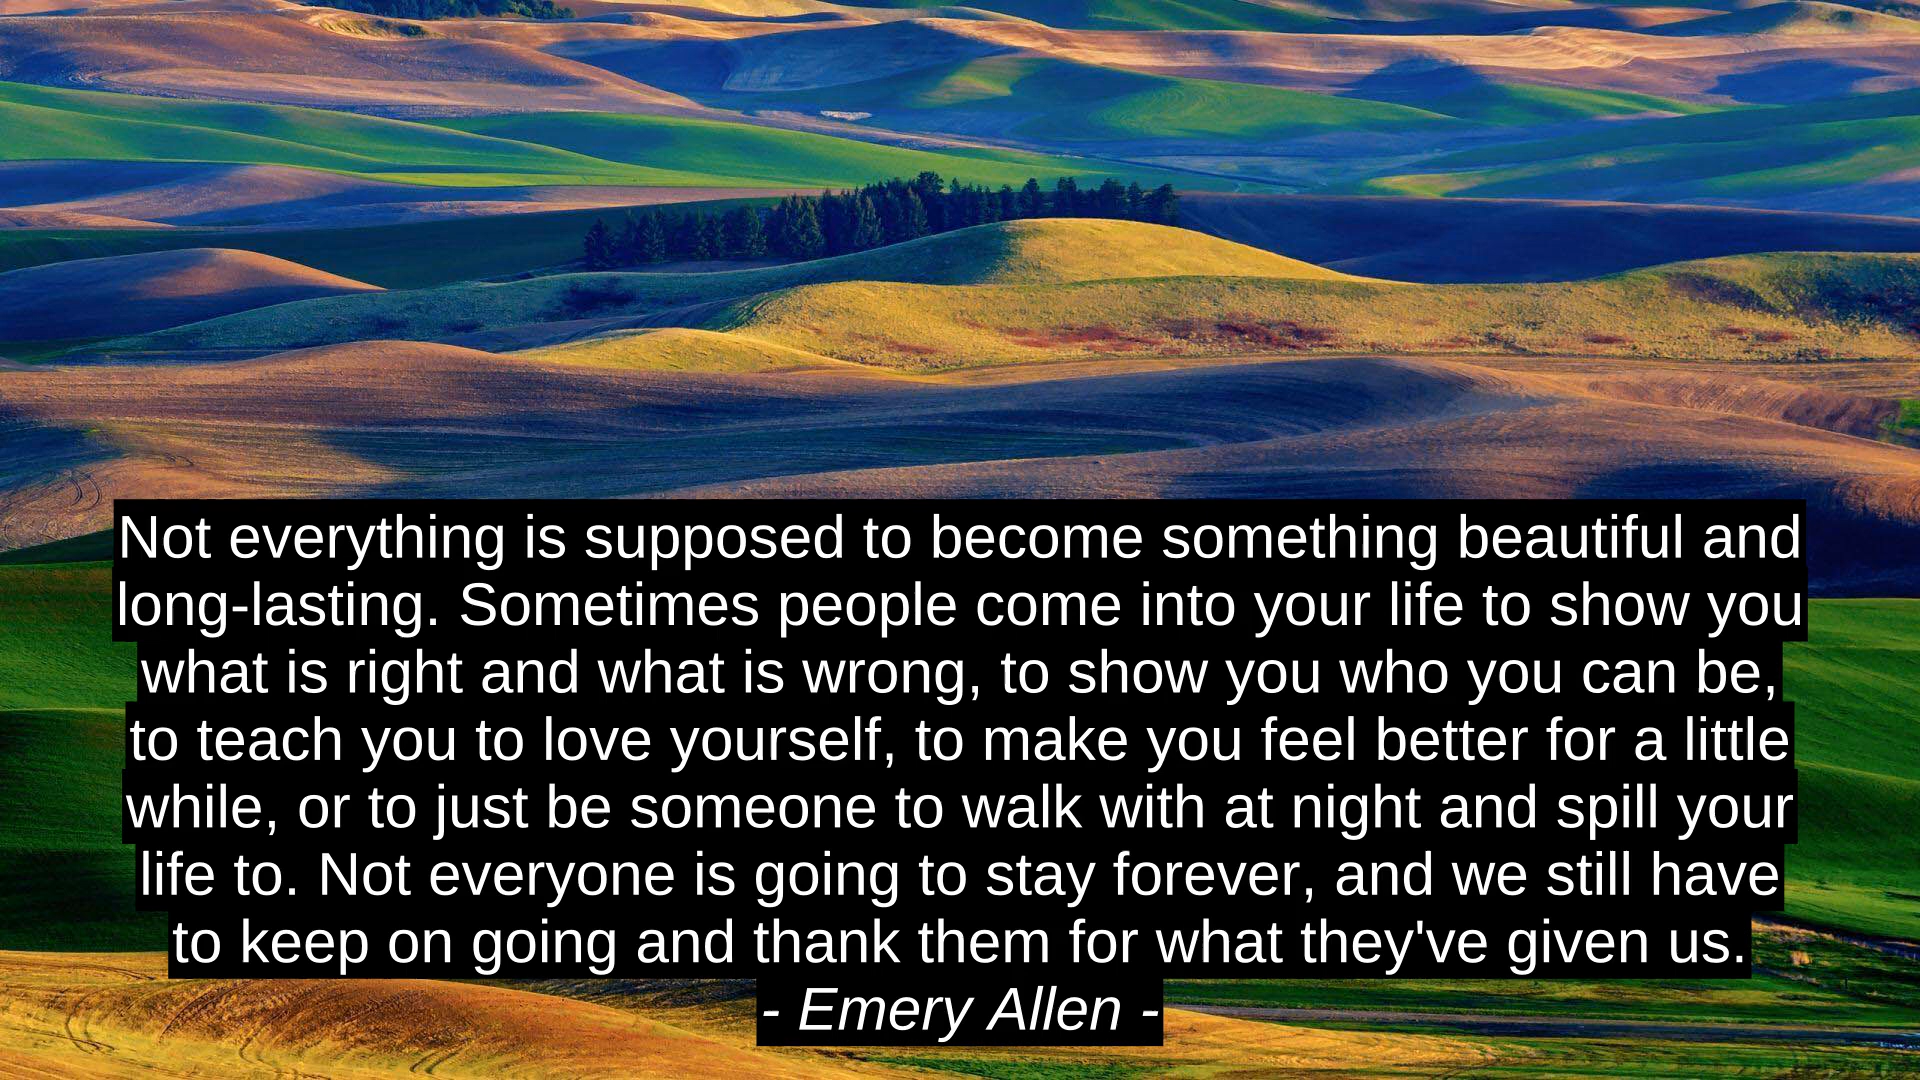 Not everything is supposed to become something beautiful and
long-lasting. Sometimes people come into your life to show you
what is right and what is wrong, to show you who you can be,
to teach you to love yourself, to make you feel better for a little
while, or to just be someone to walk with at night and spill your
life to. Not everyone is going to stay forever, and we still have
to keep on going and thank them for what they've given us.
- Emery Allen -